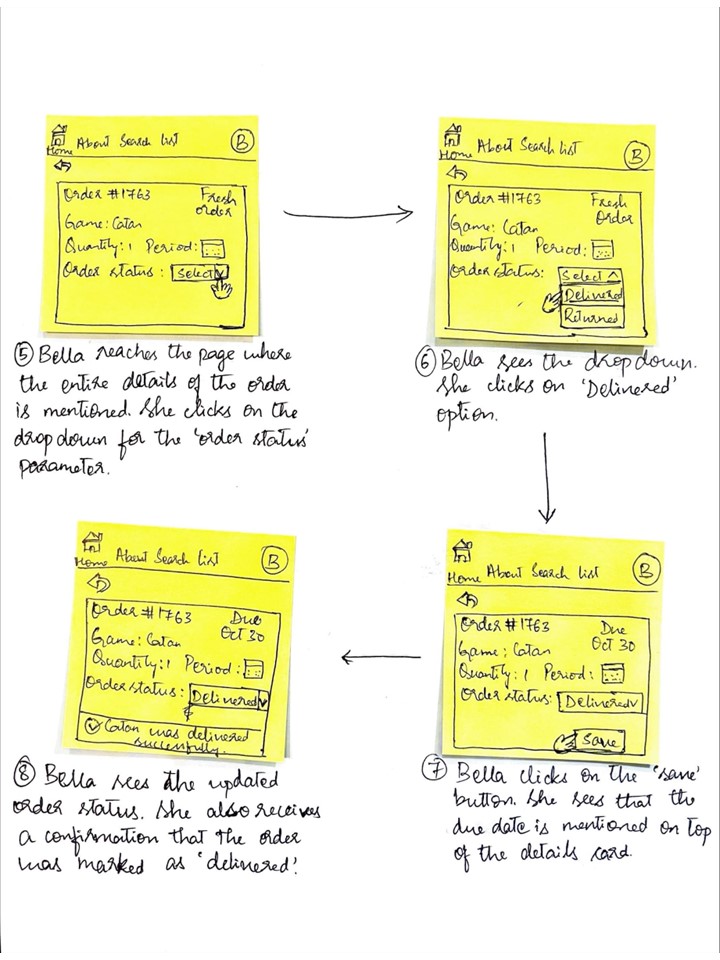 Home About Search list B
Order #1763 Fresh
order
Game: Catan
Quantity: 1 Period:
Order status : Select
⑤ Bella reaches the page where
the entire details of the order
is mentioned. She clicks on the
drop down for the 'order status'
parameter.
Home About Search list B
Order #1763 Fresh
Order
Game: Catan
Quantity: 1 Period:
Order status: Select
Delivered
Returned
⑥ Bella sees the dropdown.
She clicks on 'Delivered'
option.
Home About Search list B
Order #1763 Due
Oct 30
Game: Catan
Quantity: 1 Period:
Order status: Delivered
Save
⑦ Bella clicks on the 'save'
button. She sees that the
due date is mentioned on top
of the details card.
Home About Search list B
Order #1763 Due
Oct 30
Game: Catan
Quantity: 1 Period:
Order status: Delivered
Catan was delivered
successfully.
⑧ Bella sees the updated
order status. She also receives
a confirmation that the order
was marked as 'delivered'.